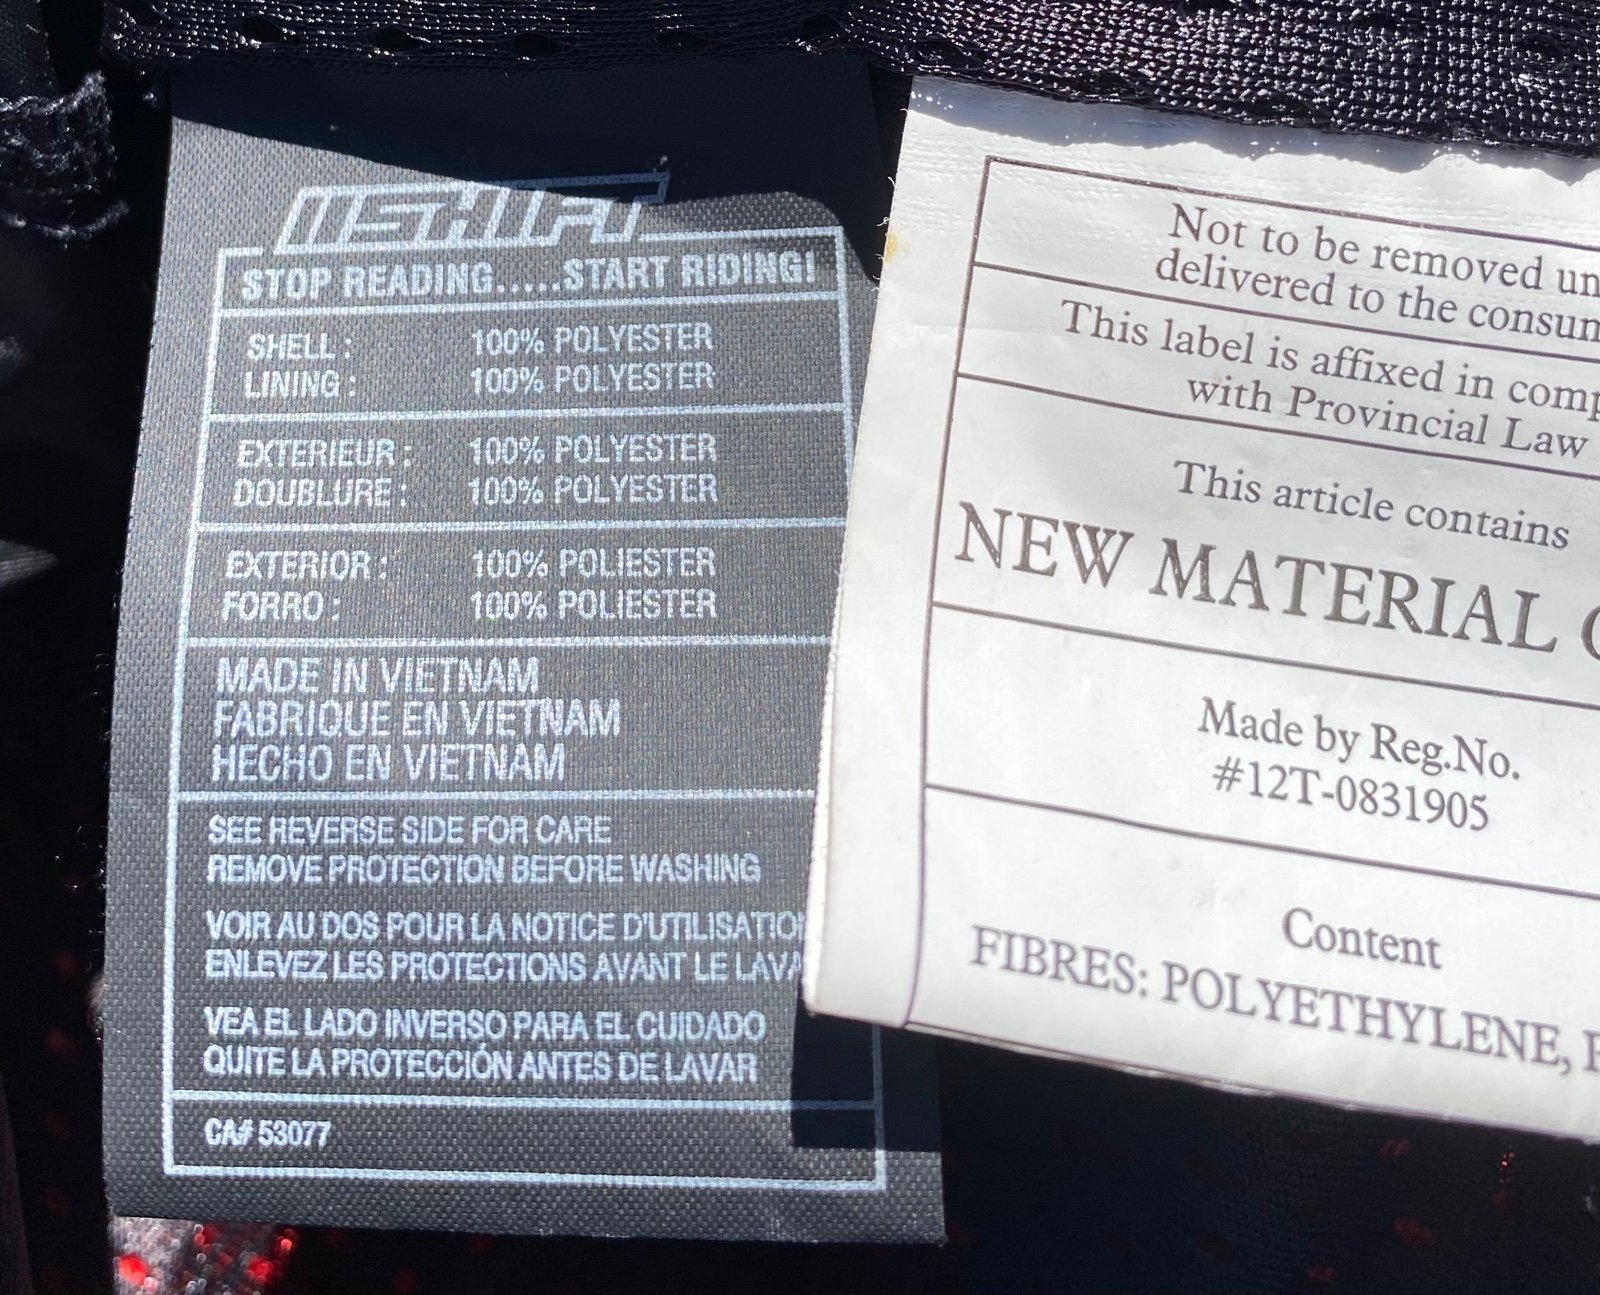 SHIFT
STOP READING.....START RIDING!
SHELL : 100% POLYESTER
LINING : 100% POLYESTER
EXTERIEUR : 100% POLYESTER
DOUBLURE : 100% POLYESTER
EXTERIOR : 100% POLIESTER
FORRO : 100% POLIESTER
MADE IN VIETNAM
FABRIQUE EN VIETNAM
HECHO EN VIETNAM
SEE REVERSE SIDE FOR CARE
REMOVE PROTECTION BEFORE WASHING
VOIR AU DOS POUR LA NOTICE D'UTILISATIO
ENLEVEZ LES PROTECTIONS AVANT LE LAVA
VEA EL LADO INVERSO PARA EL CUIDADO
QUITE LA PROTECCIÓN ANTES DE LAVAR
CA# 53077
Not to be removed un
delivered to the consum
This label is affixed in comp
with Provincial Law
This article contains
NEW MATERIAL
Made by Reg.No.
#12T-0831905
Content
FIBRES: POLYETHYLENE,